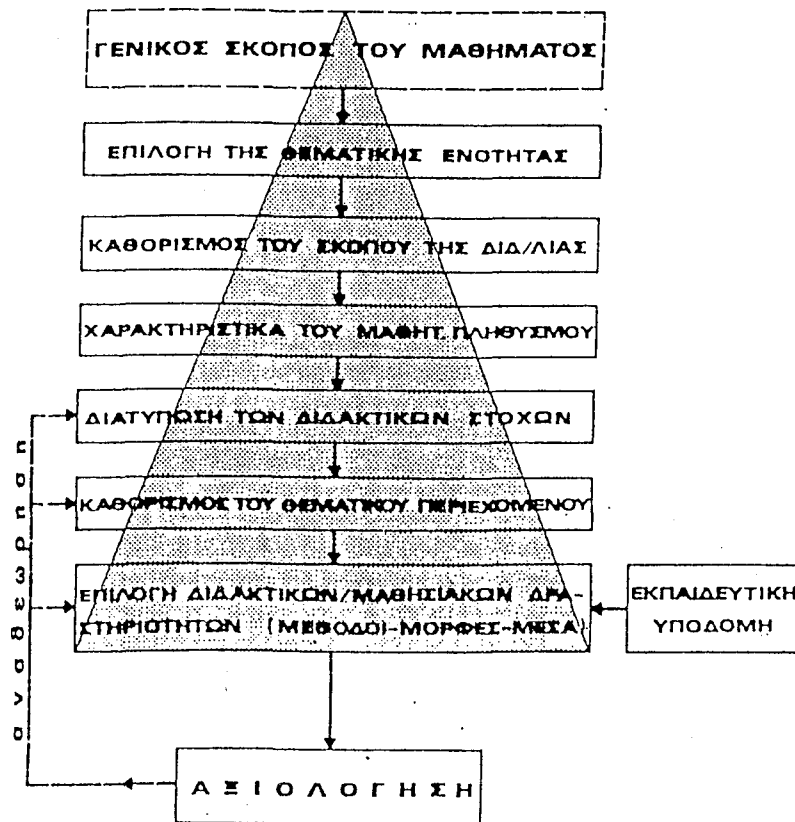 ΓΕΝΙΚΟΣ ΣΚΟΠΟΣ ΤΟΥ ΜΑΘΗΜΑΤΟΣ
ΕΠΙΛΟΓΗ ΤΗΣ ΘΕΜΑΤΙΚΗΣ ΕΝΟΤΗΤΑΣ
ΚΑΘΟΡΙΣΜΟΣ ΤΟΥ ΣΚΟΠΟΥ ΤΗΣ ΔΙΔ/ΛΙΑΣ
ΧΑΡΑΚΤΗΡΙΣΤΙΚΑ ΤΟΥ ΜΑΘΗΤ. ΠΛΗΘΥΣΜΟΥ
ΔΙΑΤΥΠΩΣΗ ΤΩΝ ΔΙΔΑΚΤΙΚΩΝ ΣΤΟΧΩΝ
ΚΑΘΟΡΙΣΜΟΣ ΤΟΥ ΘΕΜΑΤΙΚΟΥ ΠΕΡΙΕΧΟΜΕΝΟΥ
ΕΠΙΛΟΓΗ ΔΙΔΑΚΤΙΚΩΝ/ΜΑΘΗΣΙΑΚΩΝ ΔΡΑ-
ΣΤΗΡΙΟΤΗΤΩΝ (ΜΕΘΟΔΟΙ-ΜΟΡΦΕΣ-ΜΕΣΑ)
ΕΚΠΑΙΔΕΥΤΙΚΗ
ΥΠΟΔΟΜΗ
αναθεώρηση
ΑΞΙΟΛΟΓΗΣΗ